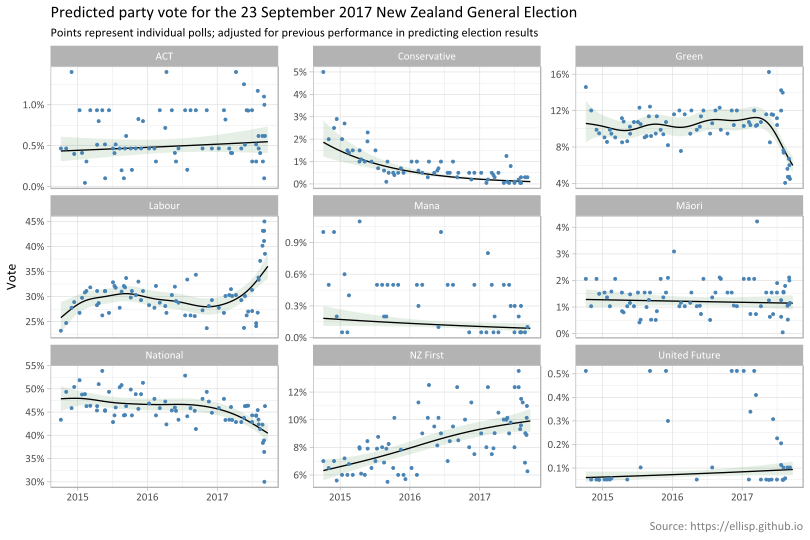 Predicted party vote for the 23 September 2017 New Zealand General Election
Points represent individual polls; adjusted for previous performance in predicting election results
ACT
Conservative
Green
1.0%
0.5%
0.0%
5%
4%
3%
2%
1%
0%
16%
12%
8%
4%
Labour
Mana
Māori
45%
40%
35%
30%
25%
0.9%
0.6%
0.3%
0.0%
4%
3%
2%
1%
0%
Vote
National
NZ First
United Future
55%
50%
45%
40%
35%
30%
12%
10%
8%
6%
0.5%
0.4%
0.3%
0.2%
0.1%
2015 2016 2017
2015 2016 2017
2015 2016 2017
Source: https://ellisp.github.io